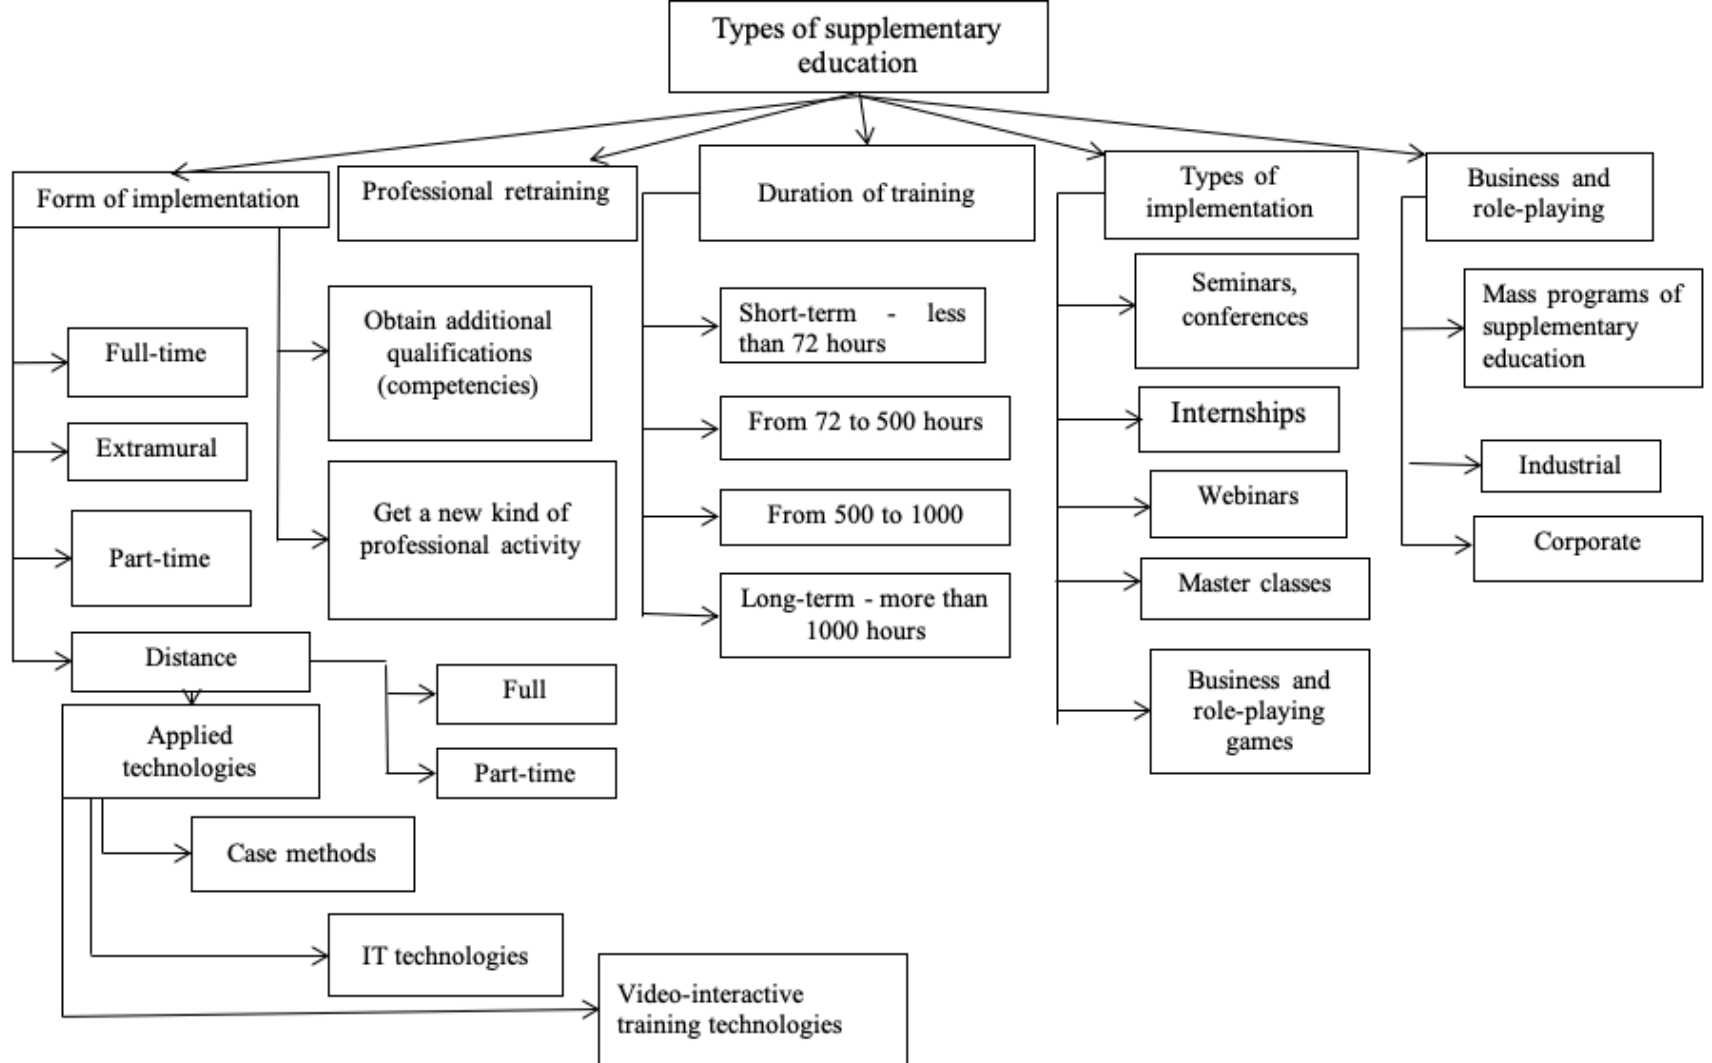 Types of supplementary
education
Form of implementation
Professional retraining
Duration of training
Types of
implementation
Business and
role-playing
Full-time
Extramural
Part-time
Distance
Obtain additional
qualifications
(competencies)
Get a new kind of
professional activity
Full
Part-time
Applied
technologies
Case methods
IT technologies
Video-interactive
training technologies
Short-term - less
than 72 hours
From 72 to 500 hours
From 500 to 1000
Long-term - more than
1000 hours
Seminars,
conferences
Internships
Webinars
Master classes
Business and
role-playing
games
Mass programs of
supplementary
education
Industrial
Corporate